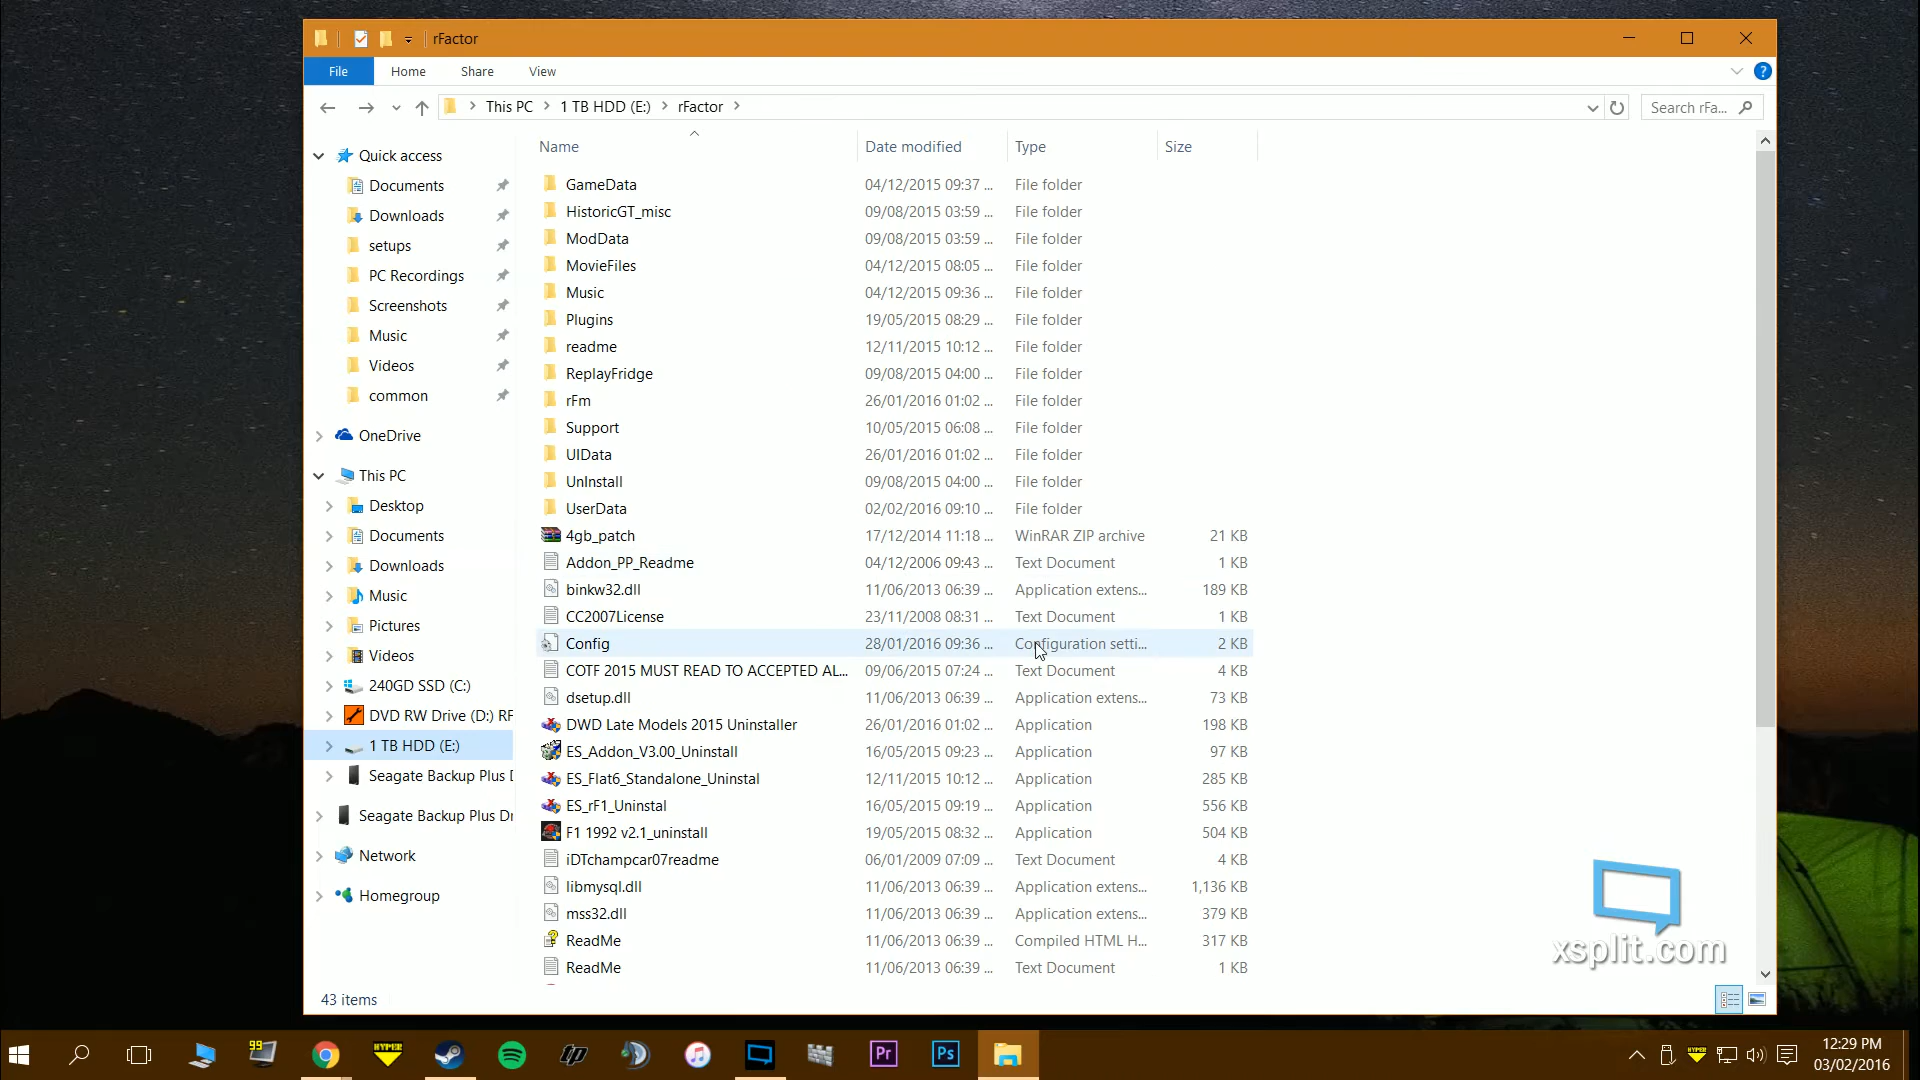 rFactor
File Home Share View
This PC 1 TB HDD (E:) rFactor
Search rFa...
Name Date modified Type Size
Quick access
Documents
Downloads
setups
PC Recordings
Screenshots
Music
Videos
common
OneDrive
This PC
Desktop
Documents
Downloads
Music
Pictures
Videos
240GD SSD (C:)
DVD RW Drive (D:) RF
1 TB HDD (E:)
Seagate Backup Plus D
Seagate Backup Plus Dr
Network
Homegroup
GameData 04/12/2015 09:37 ... File folder
HistoricGT_misc 09/08/2015 03:59 ... File folder
ModData 09/08/2015 03:59 ... File folder
MovieFiles 04/12/2015 08:05 ... File folder
Music 04/12/2015 09:36 ... File folder
Plugins 19/05/2015 08:29 ... File folder
readme 12/11/2015 10:12 ... File folder
ReplayFridge 09/08/2015 04:00 ... File folder
rFm 26/01/2016 01:02 ... File folder
Support 10/05/2015 06:08 ... File folder
UIData 26/01/2016 01:02 ... File folder
UnInstall 09/08/2015 04:00 ... File folder
UserData 02/02/2016 09:10 ... File folder
4gb_patch 17/12/2014 11:18 ... WinRAR ZIP archive 21 KB
Addon_PP_Readme 04/12/2006 09:43 ... Text Document 1 KB
binkw32.dll 11/06/2013 06:39 ... Application extens... 189 KB
CC2007License 23/11/2008 08:31 ... Text Document 1 KB
Config 28/01/2016 09:36 ... Configuration setti... 2 KB
COTF 2015 MUST READ TO ACCEPTED AL... 09/06/2015 07:24 ... Text Document 4 KB
dsetup.dll 11/06/2013 06:39 ... Application extens... 73 KB
DWD Late Models 2015 Uninstaller 26/01/2016 01:02 ... Application 198 KB
ES_Addon_V3.00_Uninstall 16/05/2015 09:23 ... Application 97 KB
ES_Flat6_Standalone_Uninstal 12/11/2015 10:12 ... Application 285 KB
ES_rF1_Uninstal 16/05/2015 09:19 ... Application 556 KB
F1 1992 v2.1_uninstall 19/05/2015 08:32 ... Application 504 KB
iDTchampcar07readme 06/01/2009 07:09 ... Text Document 4 KB
libmysql.dll 11/06/2013 06:39 ... Application extens... 1,136 KB
mss32.dll 11/06/2013 06:39 ... Application extens... 379 KB
ReadMe 11/06/2013 06:39 ... Compiled HTML H... 317 KB
ReadMe 11/06/2013 06:39 ... Text Document 1 KB
43 items
xsplit.com
99
HYPER
Pr
Ps
HYPER
12:29 PM
03/02/2016